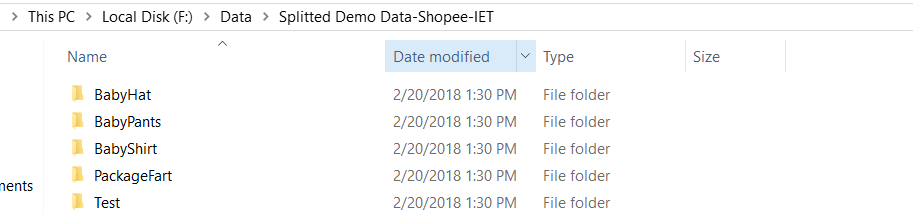 This PC > Local Disk (F:) > Data > Splitted Demo Data-Shopee-IET
Name Date modified Type Size
BabyHat 2/20/2018 1:30 PM File folder
BabyPants 2/20/2018 1:30 PM File folder
BabyShirt 2/20/2018 1:30 PM File folder
PackageFart 2/20/2018 1:30 PM File folder
ments
Test 2/20/2018 1:30 PM File folder